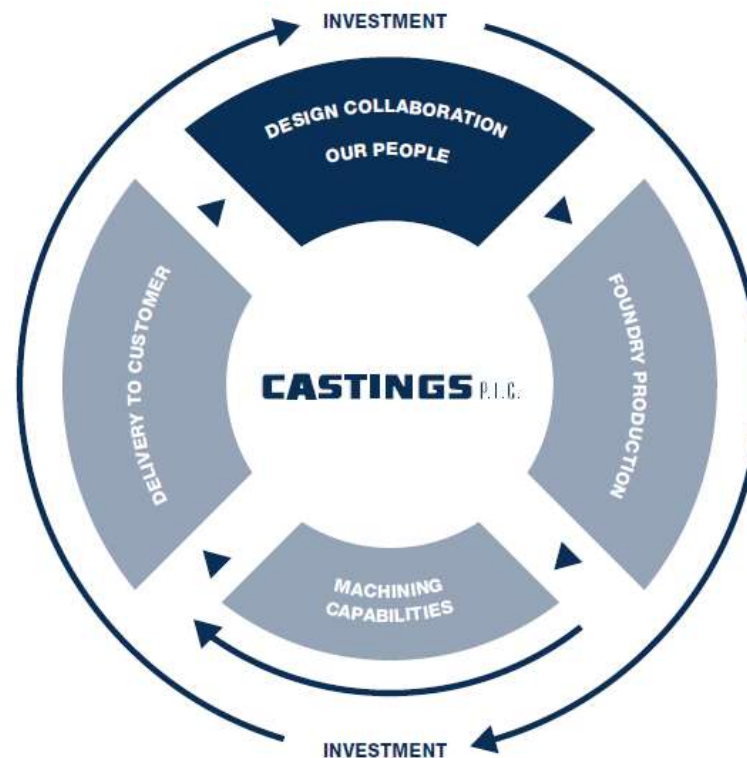 INVESTMENT
DESIGN COLLABORATION
OUR PEOPLE
DELIVERY TO CUSTOMER
FOUNDRY PRODUCTION
CASTINGS P.L.C.
MACHINING
CAPABILITIES
INVESTMENT